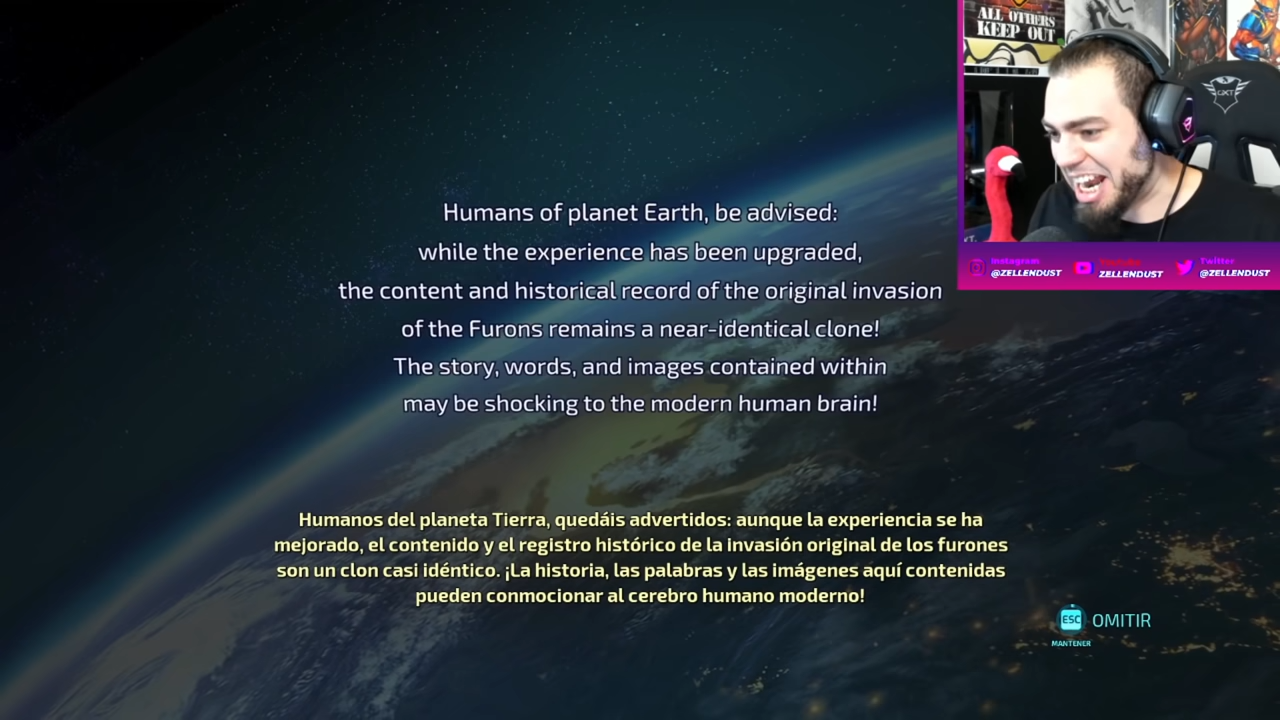 ALL OTHERS
KEEP OUT
GXT
Instagram
@ZELLENDUST
Youtube
ZELLENDUST
Twitter
@ZELLENDUST
Humans of planet Earth, be advised:
while the experience has been upgraded,
the content and historical record of the original invasion
of the Furons remains a near-identical clone!
The story, words, and images contained within
may be shocking to the modern human brain!
Humanos del planeta Tierra, quedáis advertidos: aunque la experiencia se ha
mejorado, el contenido y el registro histórico de la invasión original de los furones
son un clon casi idéntico. ¡La historia, las palabras y las imágenes aquí contenidas
pueden conmocionar al cerebro humano moderno!
ESC OMITIR
MANTENER